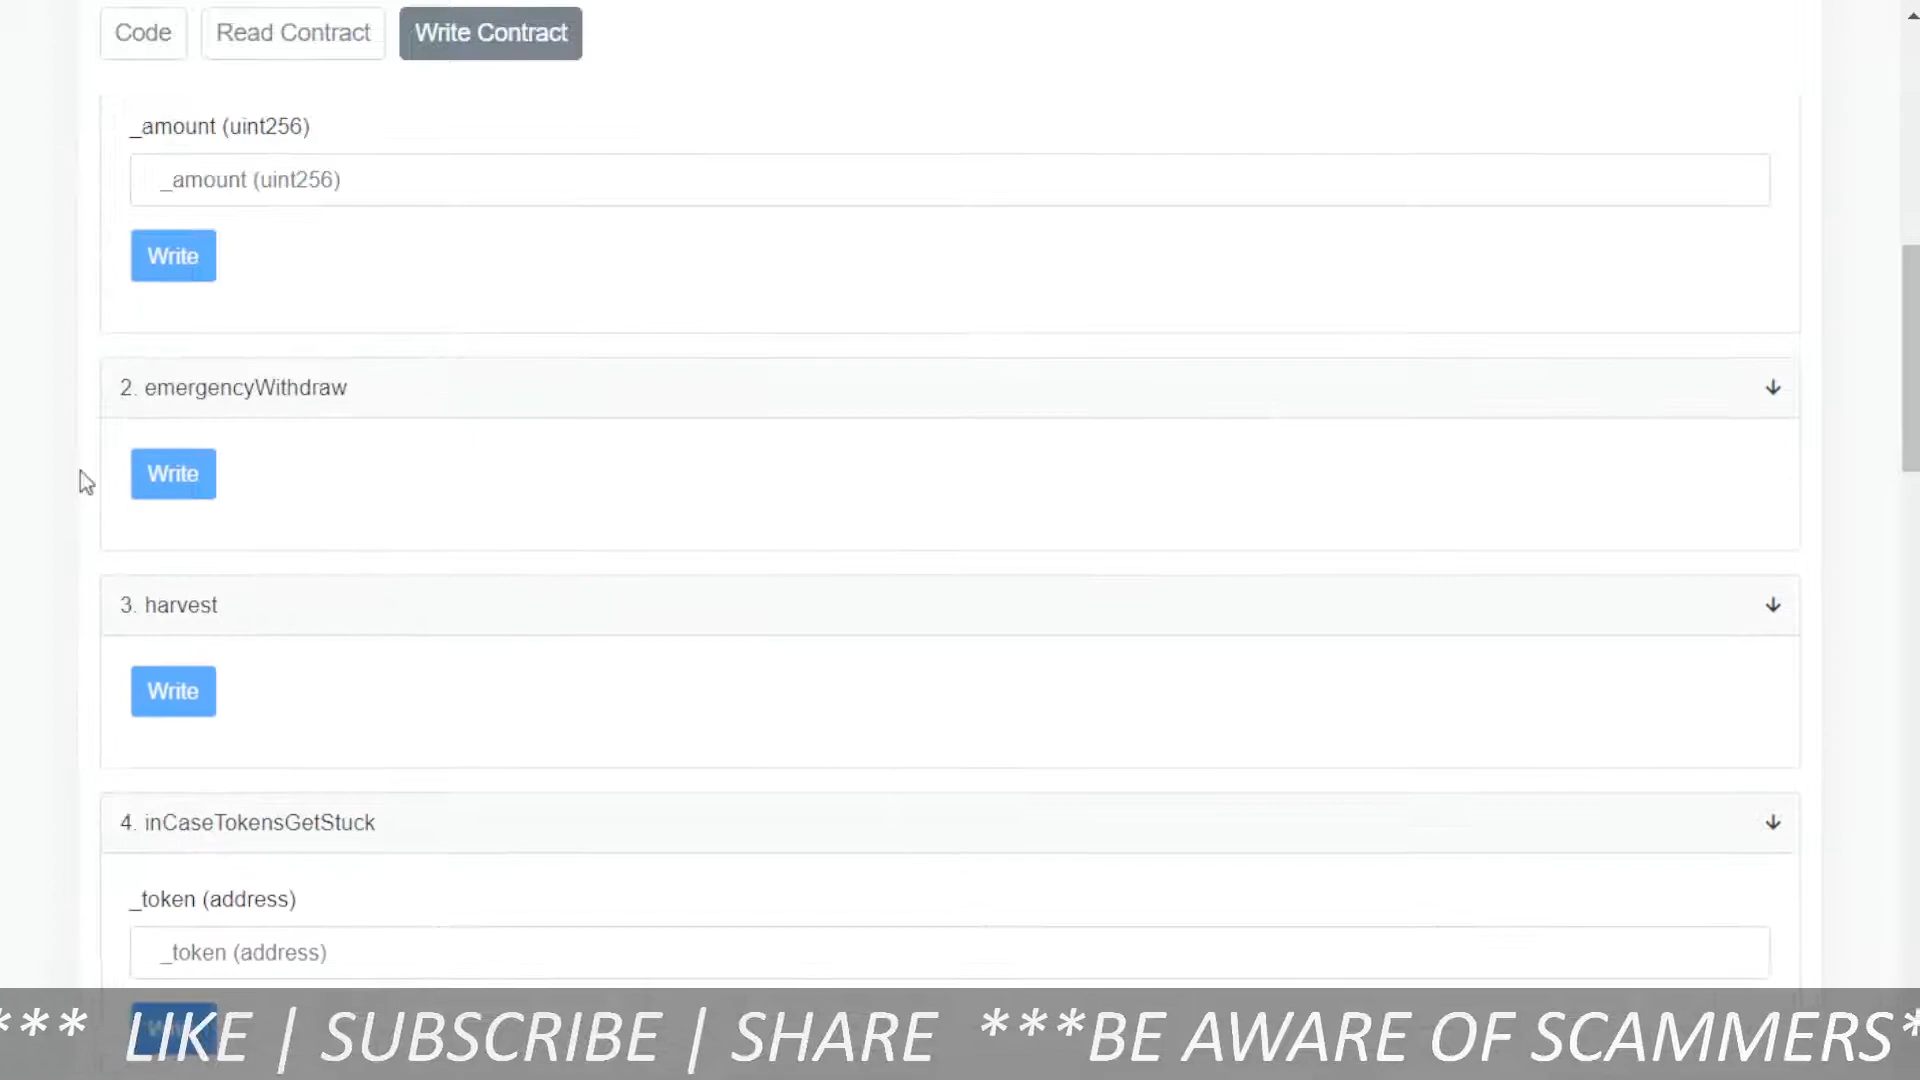 Code Read Contract Write Contract
_amount (uint256)
_amount (uint256)
Write
2. emergencyWithdraw
Write
3. harvest
Write
4. inCaseTokensGetStuck
_token (address)
_token (address)
*** LIKE | SUBSCRIBE | SHARE ***BE AWARE OF SCAMMERS*